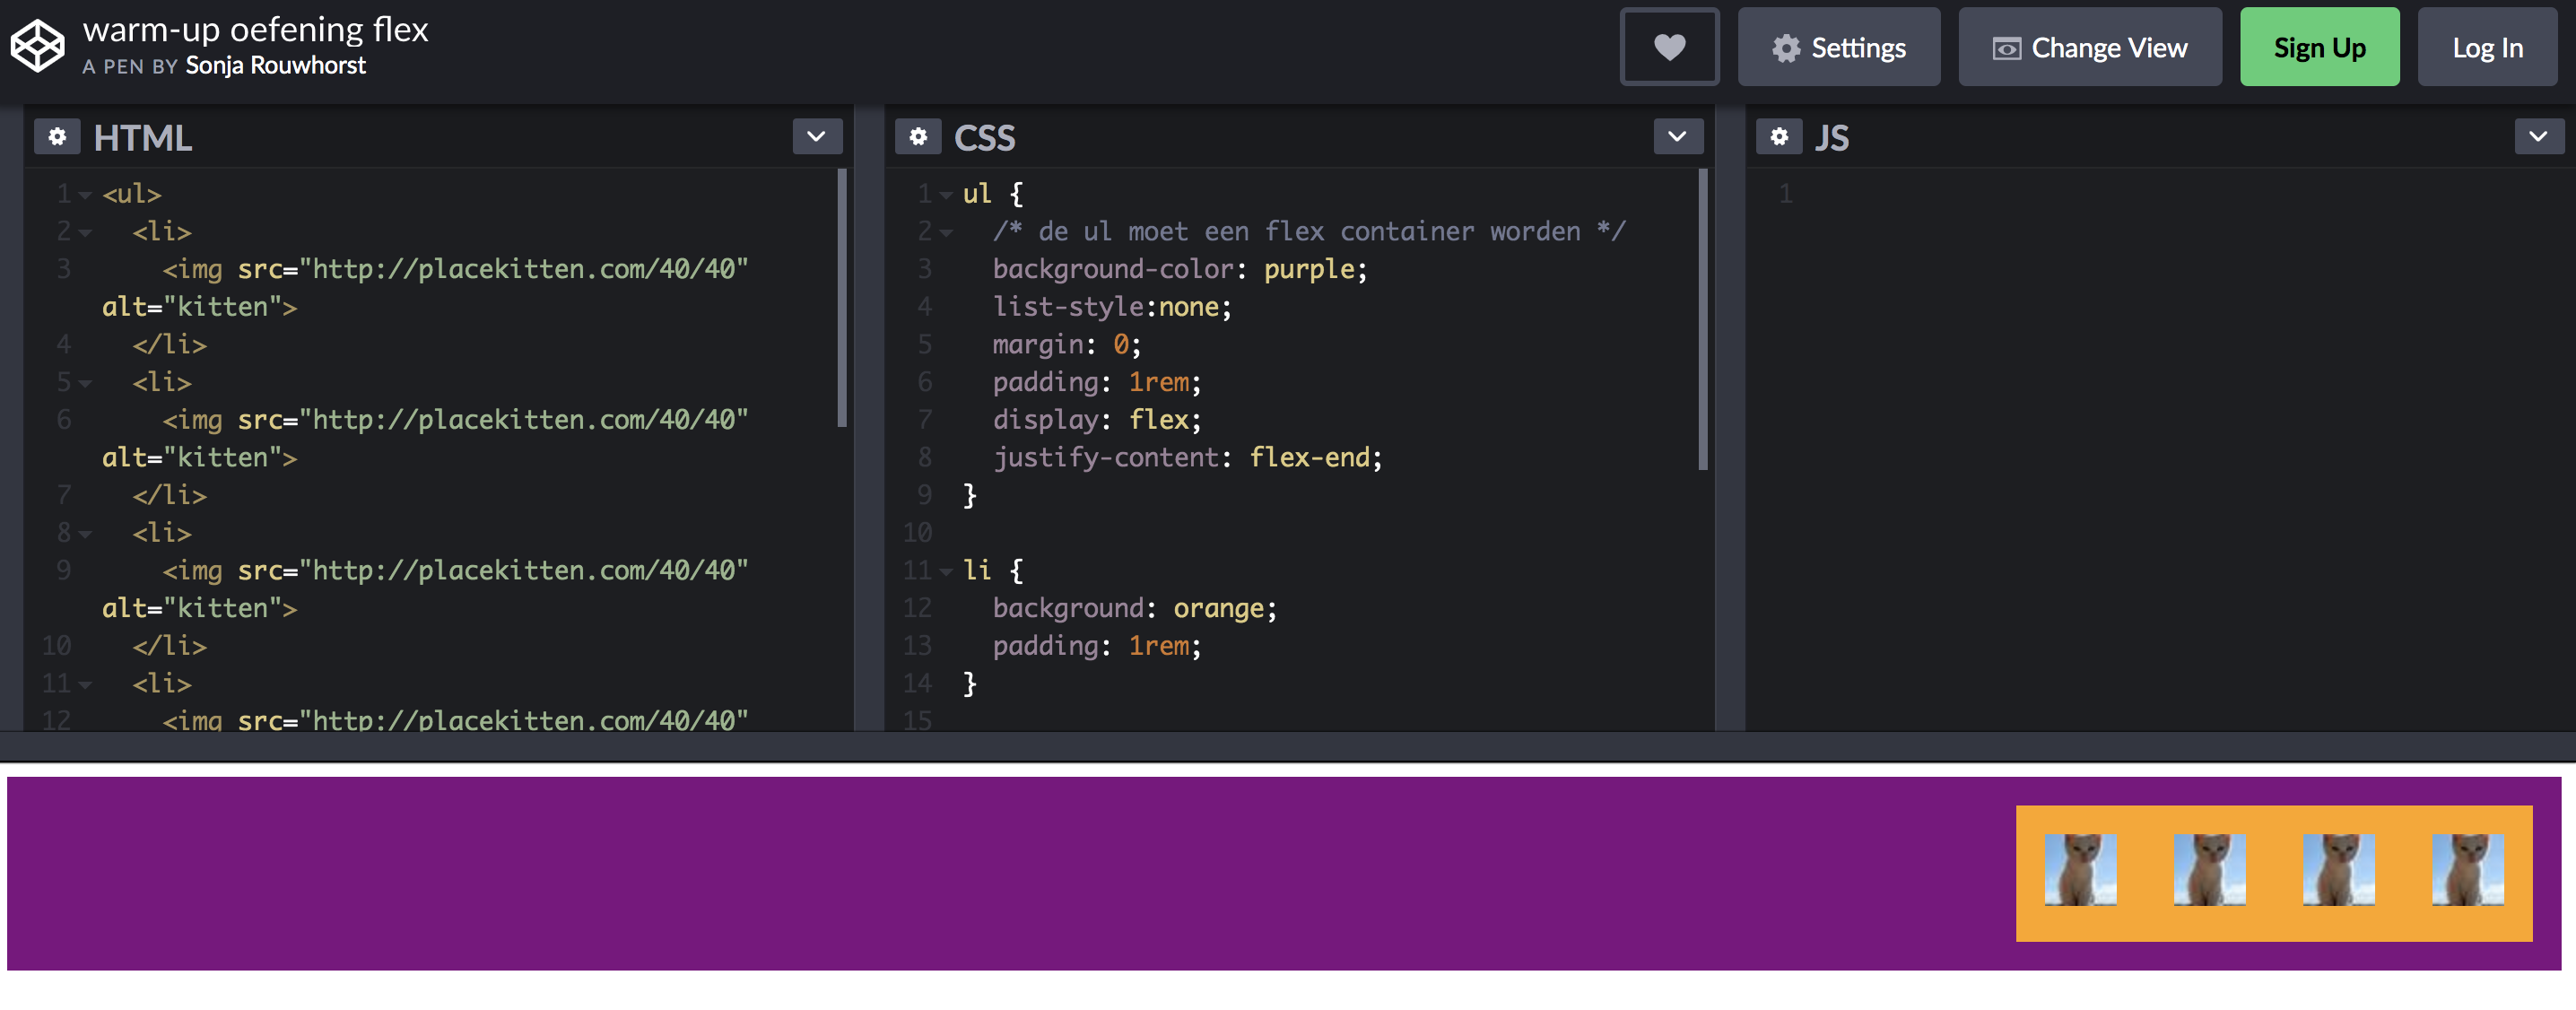 warm-up oefening flex
A PEN BY Sonja Rouwhorst
Settings
Change View
Sign Up
Log In
HTML
1 <ul>
2 <li>
3 <img src="http://placekitten.com/40/40"
alt="kitten">
4 </li>
5 <li>
6 <img src="http://placekitten.com/40/40"
alt="kitten">
7 </li>
8 <li>
9 <img src="http://placekitten.com/40/40"
alt="kitten">
10 </li>
11 <li>
12 <img src="http://placekitten.com/40/40"
CSS
1 ul {
2 /* de ul moet een flex container worden */
3 background-color: purple;
4 list-style:none;
5 margin: 0;
6 padding: 1rem;
7 display: flex;
8 justify-content: flex-end;
9 }
10
11 li {
12 background: orange;
13 padding: 1rem;
14 }
15
JS
1